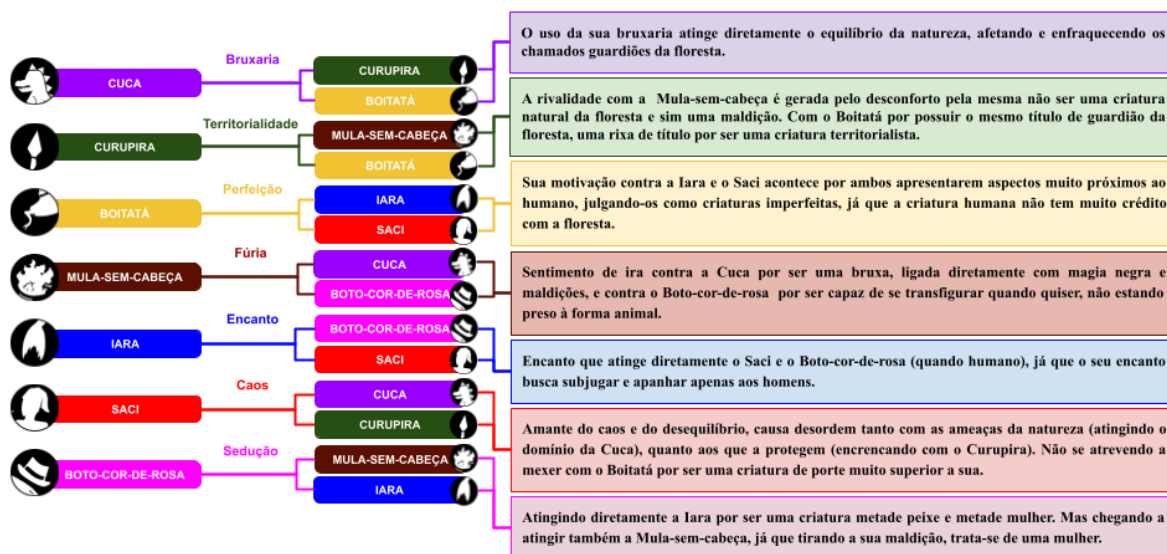 CUCA
Bruxaria
CURUPIRA
BOITATÁ
O uso da sua bruxaria atinge diretamente o equilíbrio da natureza, afetando e enfraquecendo os
chamados guardiões da floresta.
CURUPIRA
Territorialidade
MULA-SEM-CABEÇA
BOITATÁ
A rivalidade com a Mula-sem-cabeça é gerada pelo desconforto pela mesma não ser uma criatura
natural da floresta e sim uma maldição. Com o Boitatá por possuir o mesmo título de guardião da
floresta, uma rixa de título por ser uma criatura territorialista.
BOITATÁ
Perfeição
IARA
SACI
Sua motivação contra a Iara e o Saci acontece por ambos apresentarem aspectos muito próximos ao
humano, julgando-os como criaturas imperfeitas, já que a criatura humana não tem muito crédito
com a floresta.
MULA-SEM-CABEÇA
Fúria
CUCA
BOTO-COR-DE-ROSA
Sentimento de ira contra a Cuca por ser uma bruxa, ligada diretamente com magia negra e
maldições, e contra o Boto-cor-de-rosa por ser capaz de se transfigurar quando quiser, não estando
preso à forma animal.
IARA
Encanto
BOTO-COR-DE-ROSA
SACI
Encanto que atinge diretamente o Saci e o Boto-cor-de-rosa (quando humano), já que o seu encanto
busca subjugar e apanhar apenas aos homens.
SACI
Caos
CUCA
CURUPIRA
Amante do caos e do desequilíbrio, causa desordem tanto com as ameaças da natureza (atingindo o
domínio da Cuca), quanto aos que a protegem (encrencando com o Curupira). Não se atrevendo a
mexer com o Boitatá por ser uma criatura de porte muito superior a sua.
BOTO-COR-DE-ROSA
Sedução
MULA-SEM-CABEÇA
IARA
Atingindo diretamente a Iara por ser uma criatura metade peixe e metade mulher. Mas chegando a
atingir também a Mula-sem-cabeça, já que tirando a sua maldição, trata-se de uma mulher.